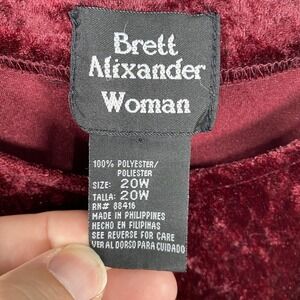 Brett
Alixander
Woman
100% POLYESTER/
POLIESTER
SIZE: 20W
TALLA: 20W
RN# 88416
MADE IN PHILIPPINES
HECHO EN FILIPINAS
SEE REVERSE FOR CARE
VER AL DORSO PARA CUIDADO